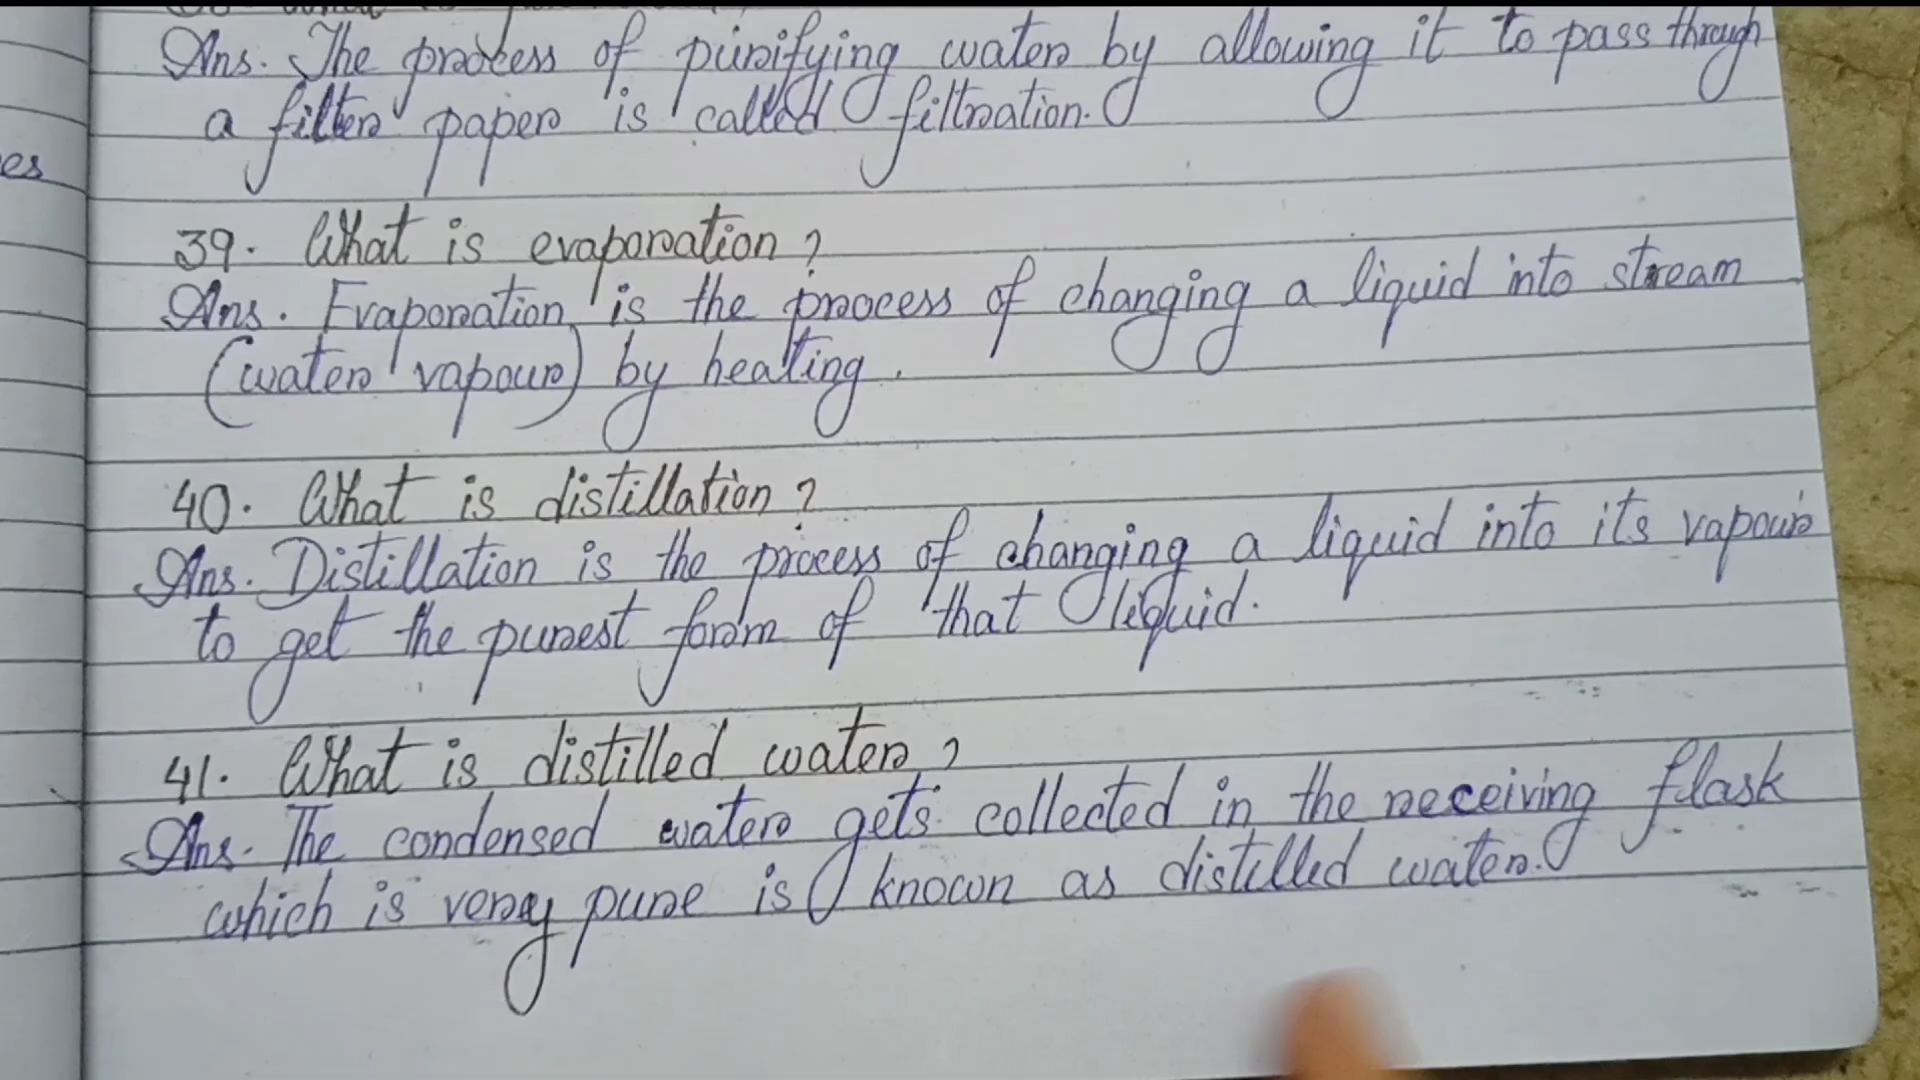 Ans. The process of purifying water by allowing it to pass through
a filter paper is called filtration.
es
39. What is evaporation?
Ans. Evaporation is the process of changing a liquid into stream
(water vapour) by heating.
40. What is distillation?
Ans. Distillation is the process of changing a liquid into its vapour
to get the purest form of that liquid.
41. What is distilled water?
Ans. The condensed water gets collected in the receiving flask
which is very pure is known as distilled water.